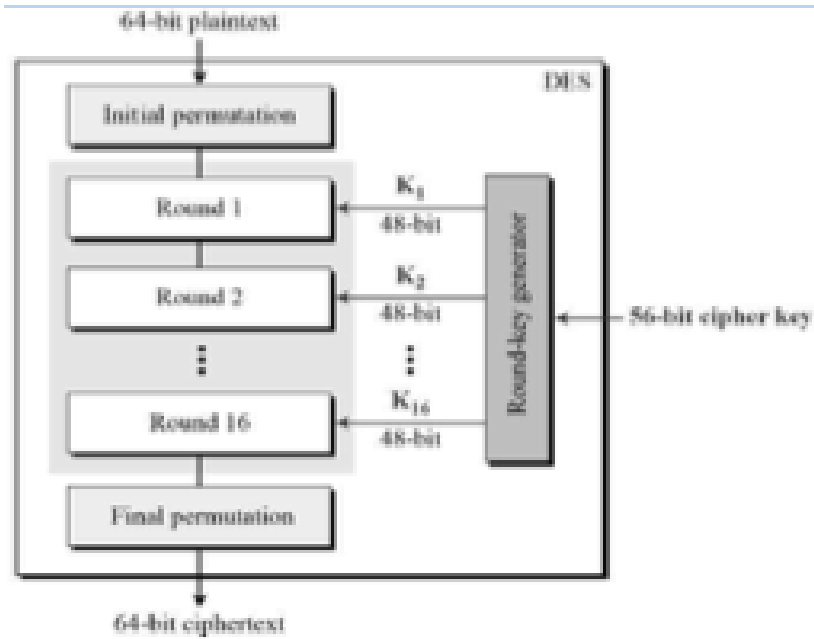 64-bit plaintext
DES
Initial permutation
Round 1
K1
48-bit
Round 2
K2
48-bit
Round-key generator
56-bit cipher key
Round 16
K16
48-bit
Final permutation
64-bit ciphertext